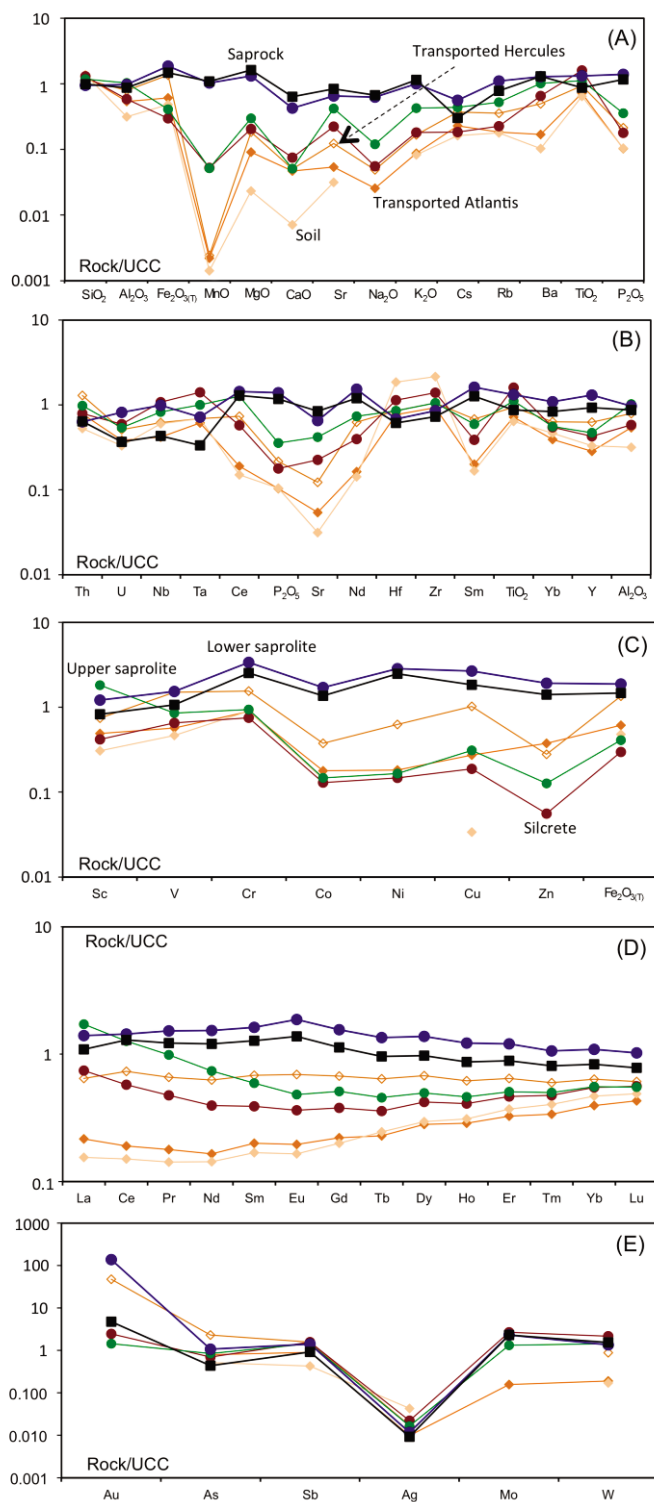 10
(A)
Transported Hercules
Saprock
1
0.1
Transported Atlantis
0.01
Soil
Rock/UCC
0.001
SiO₂ Al₂O₃ Fe₂O₃(T) MnO MgO CaO Sr Na₂O K₂O Cs Rb Ba TiO₂ P₂O₅
10
(B)
1
0.1
Rock/UCC
0.01
Th U Nb Ta Ce P₂O₅ Sr Nd Hf Zr Sm TiO₂ Yb Y Al₂O₃
10
(C)
Lower saprolite
Upper saprolite
1
0.1
Silcrete
Rock/UCC
0.01
Sc V Cr Co Ni Cu Zn Fe₂O₃(T)
10
Rock/UCC
(D)
1
0.1
La Ce Pr Nd Sm Eu Gd Tb Dy Ho Er Tm Yb Lu
1000
(E)
100
10
1
0.100
0.010
Rock/UCC
0.001
Au As Sb Ag Mo W